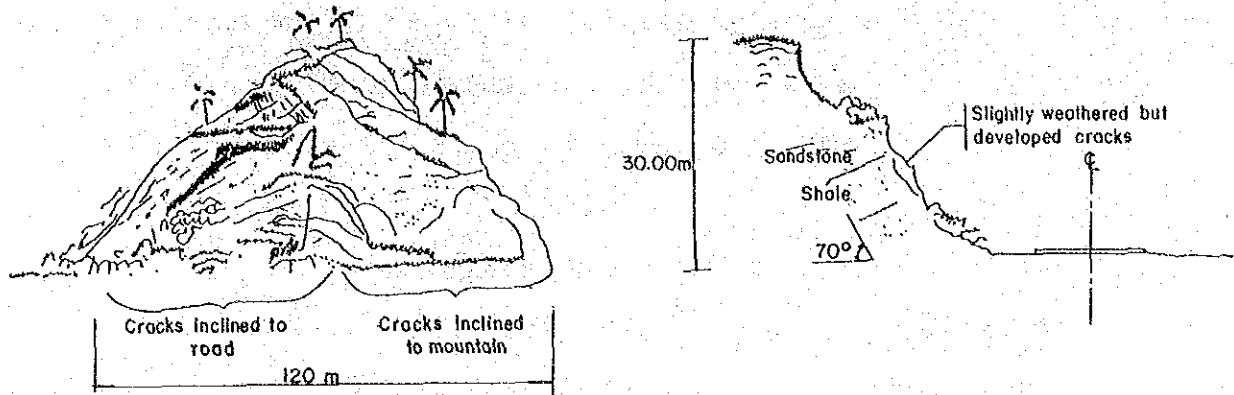 Cracks inclined to
road
Cracks inclined
to mountain
120 m
30.00m
Sandstone
Shale
70°
Slightly weathered but
developed cracks
℄